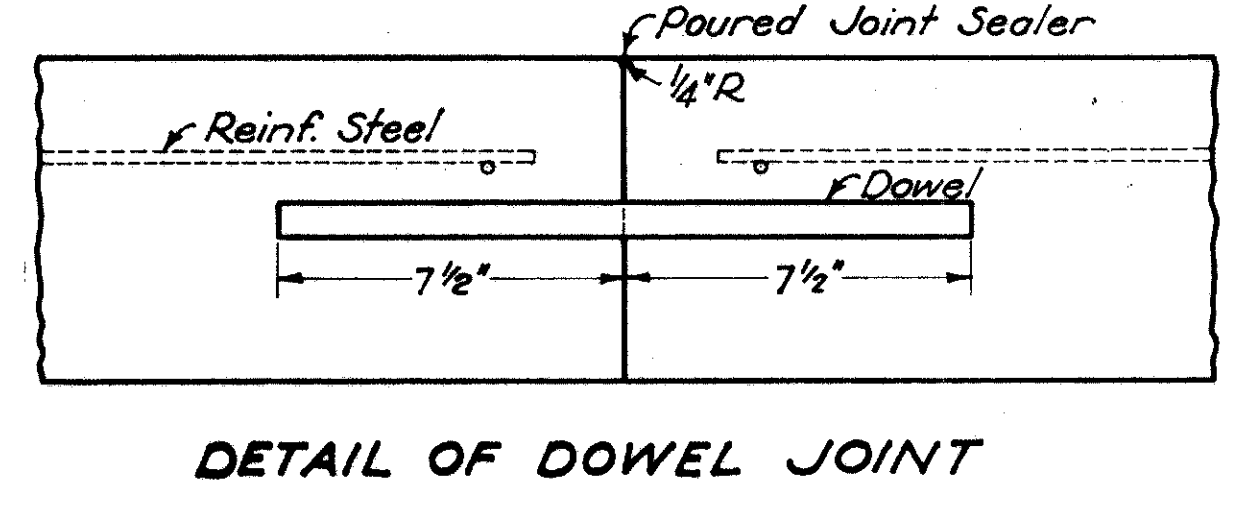 Poured Joint Sealer
1/4" R
Reinf. Steel
Dowel
7 1/2" 7 1/2"
DETAIL OF DOWEL JOINT